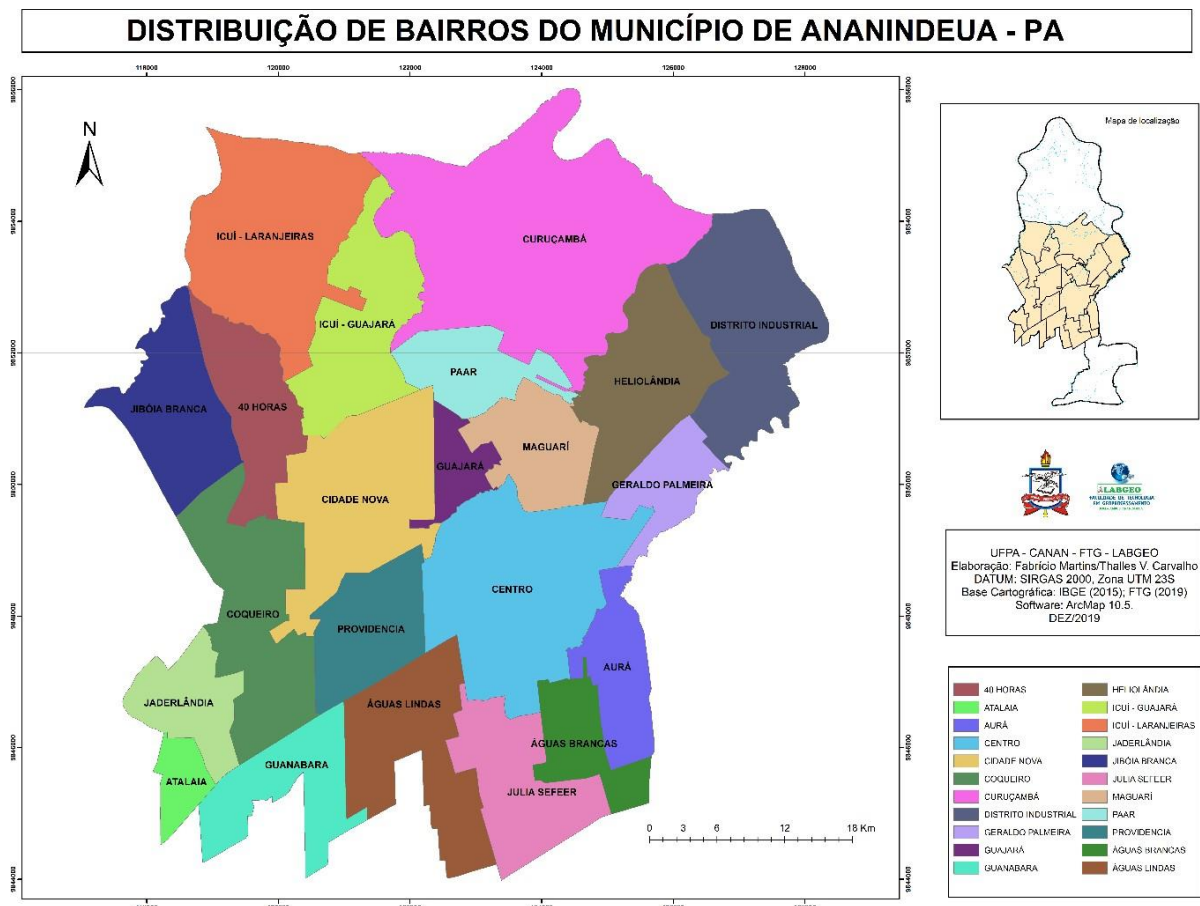 DISTRIBUIÇÃO DE BAIRROS DO MUNICÍPIO DE ANANINDEUA - PA
118000 120000 122000 124000 126000 128000
N
Mapa de localização
ICUÍ - LARANJEIRAS
CURUÇAMBÁ
ICUÍ - GUAJARÁ
DISTRITO INDUSTRIAL
PAAR
HELIOLÂNDIA
JIBÓIA BRANCA
40 HORAS
MAGUARÍ
GUAJARÁ
CIDADE NOVA
GERALDO PALMEIRA
CENTRO
COQUEIRO
PROVIDENCIA
AURÁ
JADERLÂNDIA
ÁGUAS LINDAS
ÁGUAS BRANCAS
GUANABARA
ATALAIA
JULIA SEFEER
0 3 6 12 18 Km
LABGEO
FACULDADE DE TECNOLOGIA
EM GEOPROCESSAMENTO
UFPA - CANAN - FTG - LABGEO
Elaboração: Fabrício Martins/Thalles V. Carvalho
DATUM: SIRGAS 2000, Zona UTM 23S
Base Cartográfica: IBGE (2015); FTG (2019)
Software: ArcMap 10.5.
DEZ/2019
40 HORAS
ATALAIA
AURÁ
CENTRO
CIDADE NOVA
COQUEIRO
CURUÇAMBÁ
DISTRITO INDUSTRIAL
GERALDO PALMEIRA
GUAJARÁ
GUANABARA
HELIOLÂNDIA
ICUÍ - GUAJARÁ
ICUÍ - LARANJEIRAS
JADERLÂNDIA
JIBÓIA BRANCA
JULIA SEFEER
MAGUARÍ
PAAR
PROVIDENCIA
ÁGUAS BRANCAS
ÁGUAS LINDAS